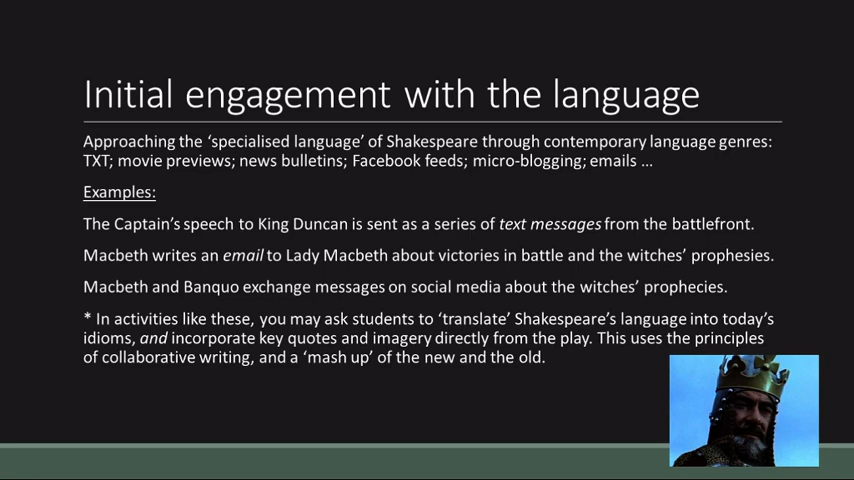 Initial engagement with the language
Approaching the ‘specialised language’ of Shakespeare through contemporary language genres:
TXT; movie previews; news bulletins; Facebook feeds; micro-blogging; emails …
Examples:
The Captain’s speech to King Duncan is sent as a series of text messages from the battlefront.
Macbeth writes an email to Lady Macbeth about victories in battle and the witches’ prophesies.
Macbeth and Banquo exchange messages on social media about the witches’ prophecies.
* In activities like these, you may ask students to ‘translate’ Shakespeare’s language into today’s
idioms, and incorporate key quotes and imagery directly from the play. This uses the principles
of collaborative writing, and a ‘mash up’ of the new and the old.